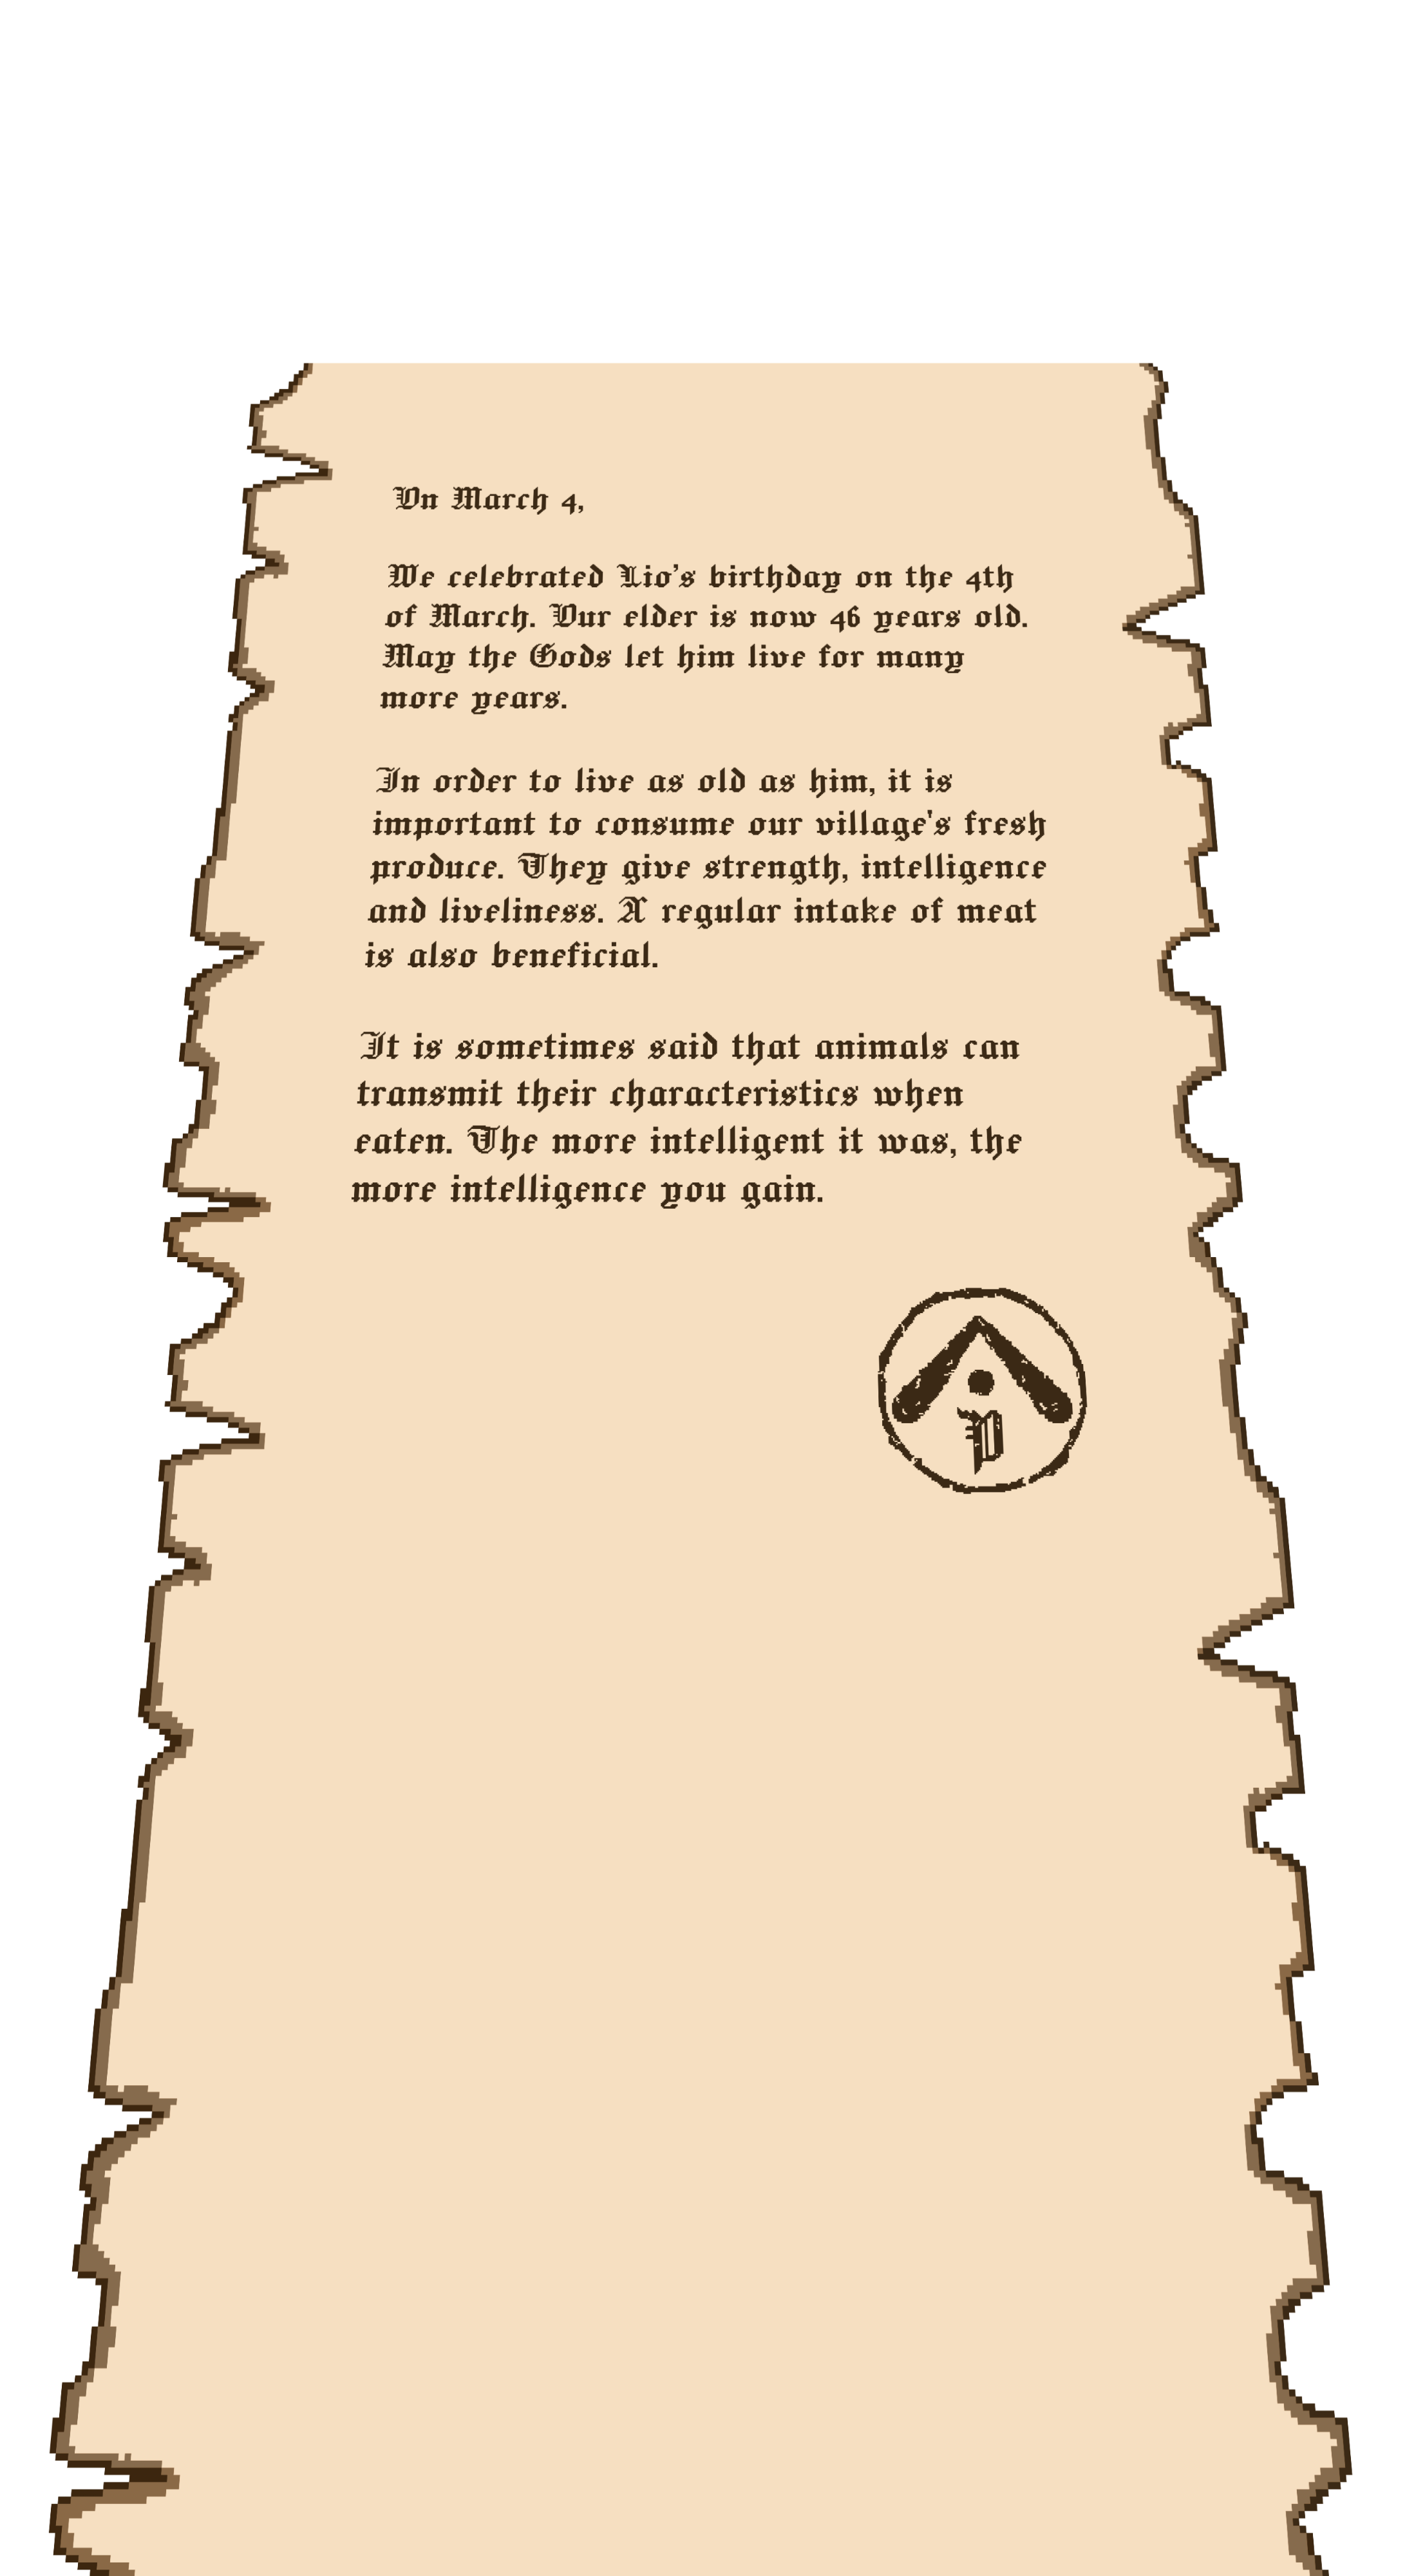 On March 4,
We celebrated Lio's birthday on the 4th
of March. Our elder is now 46 years old.
May the Gods let him live for many
more years.
In order to live as old as him, it is
important to consume our village's fresh
produce. They give strength, intelligence
and liveliness. A regular intake of meat
is also beneficial.
It is sometimes said that animals can
transmit their characteristics when
eaten. The more intelligent it was, the
more intelligence you gain.